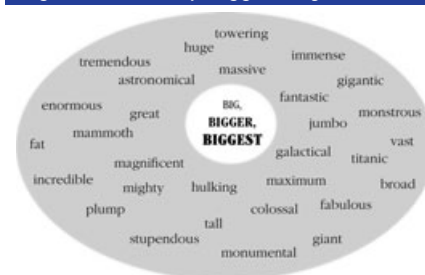 towering
huge
immense
tremendous
massive
astronomical
gigantic
fantastic
enormous
BIG,
monstrous
great
BIGGER,
jumbo
mammoth
BIGGEST
vast
fat
galactical
titanic
magnificent
incredible
maximum
broad
mighty
hulking
fabulous
plump
colossal
tall
stupendous
giant
monumental